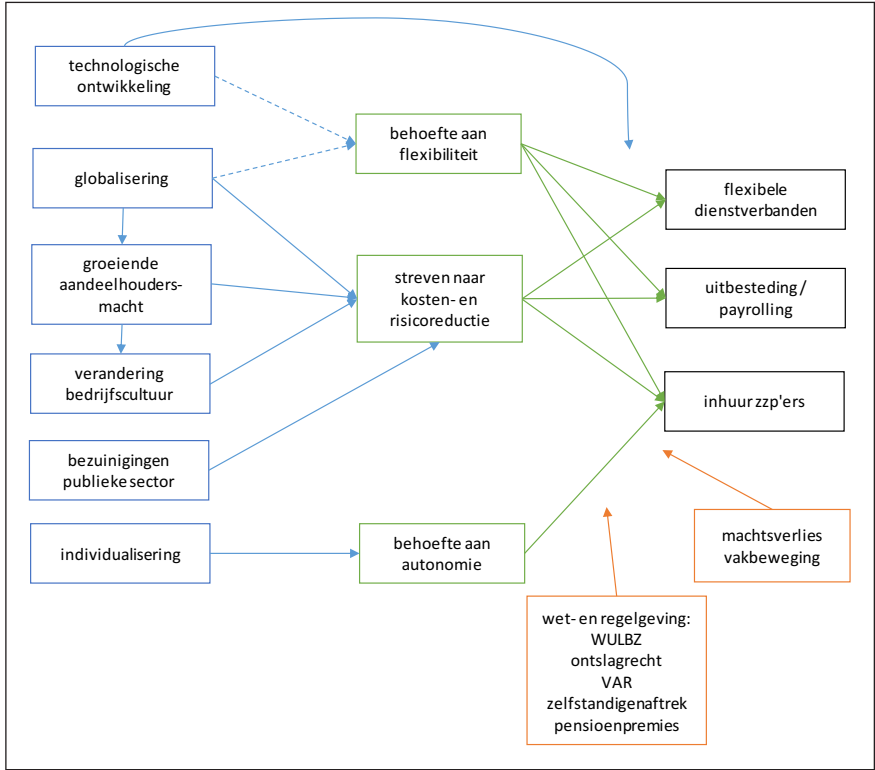 technologische
ontwikkeling
behoefte aan
flexibiliteit
globalisering
flexibele
dienstverbanden
groeiende
aandeelhouders-
macht
streven naar
kosten- en
risicoreductie
uitbesteding/
payrolling
verandering
bedrijfscultuur
inhuur zzp'ers
bezuinigingen
publieke sector
machtsverlies
vakbeweging
individualisering
behoefte aan
autonomie
wet- en regelgeving:
WULBZ
ontslagrecht
VAR
zelfstandigenaftrek
pensioenpremies